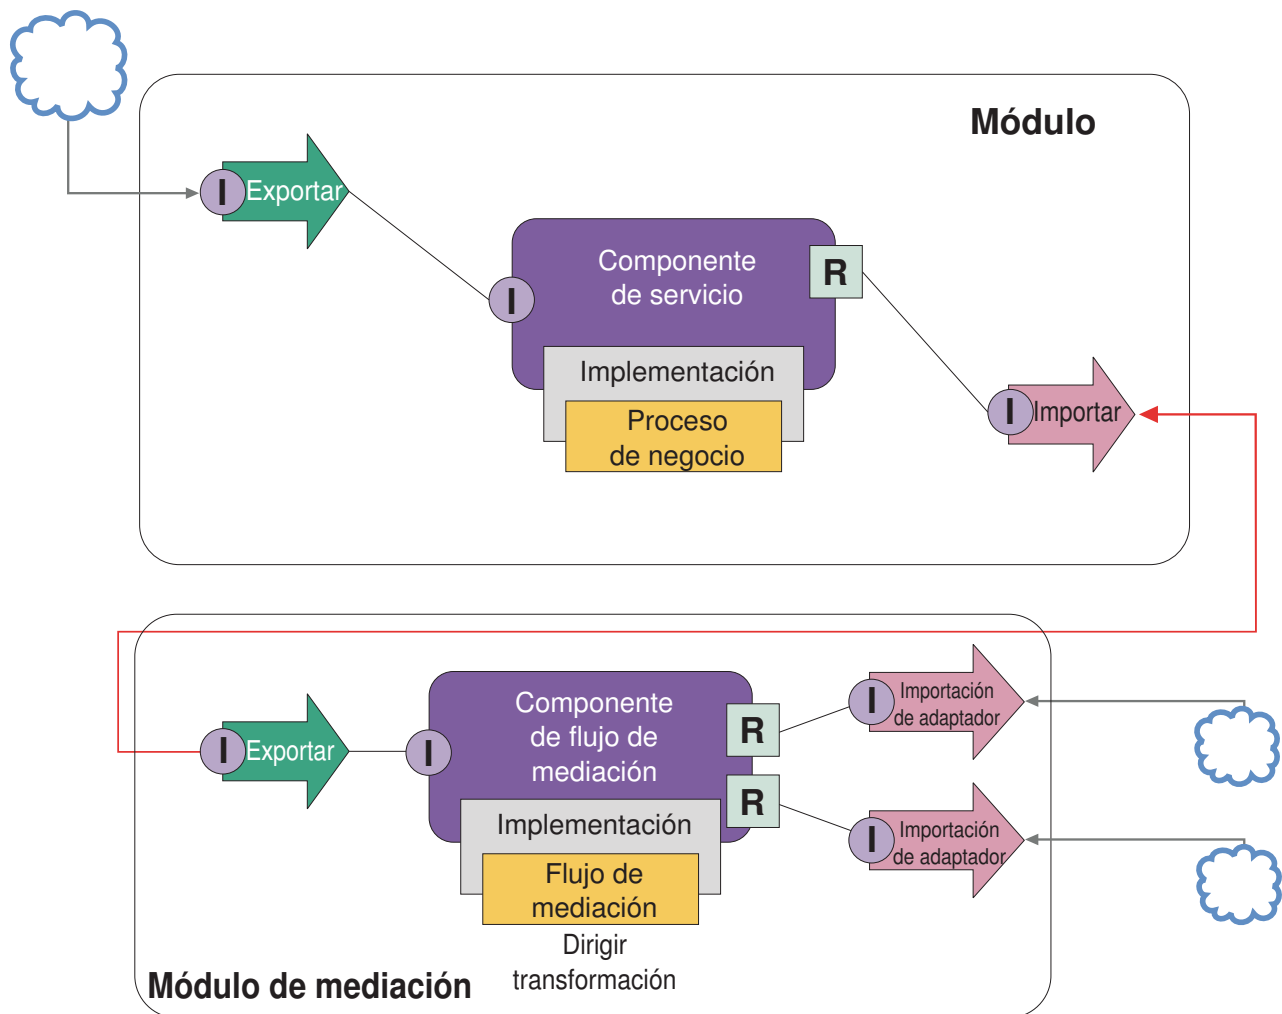 Módulo
I Exportar
Componente
de servicio
R
I
Implementación
Proceso
de negocio
I Importar
I Exportar
I
Componente
de flujo de
mediación
R
R
Implementación
Flujo de
mediación
Dirigir
transformación
I
Importación
de adaptador
I
Importación
de adaptador
Módulo de mediación